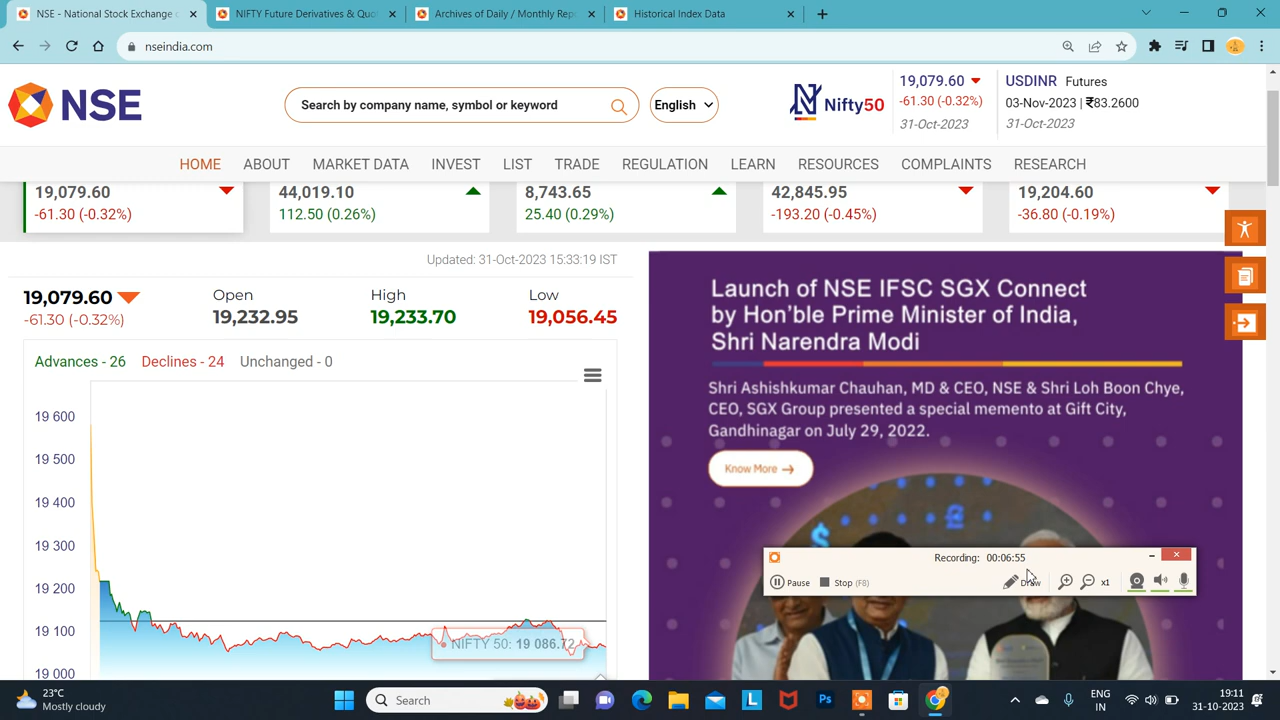 NSE - National Stock Exchange
NIFTY Future Derivatives & Quo
Archives of Daily / Monthly Rep
Historical Index Data
nseindia.com
NSE
Search by company name, symbol or keyword
English
Nifty50
19,079.60
-61.30 (-0.32%)
31-Oct-2023
USDINR Futures
03-Nov-2023 | ₹83.2600
31-Oct-2023
HOME ABOUT MARKET DATA INVEST LIST TRADE REGULATION LEARN RESOURCES COMPLAINTS RESEARCH
19,079.60 44,019.10 8,743.65 42,845.95 19,204.60
-61.30 (-0.32%) 112.50 (0.26%) 25.40 (0.29%) -193.20 (-0.45%) -36.80 (-0.19%)
Updated: 31-Oct-2023 15:33:19 IST
19,079.60
-61.30 (-0.32%)
Open
19,232.95
High
19,233.70
Low
19,056.45
Advances - 26 Declines - 24 Unchanged - 0
19 600
19 500
19 400
19 300
19 200
19 100
19 000
NIFTY 50: 19 086.72
Launch of NSE IFSC SGX Connect
by Hon'ble Prime Minister of India,
Shri Narendra Modi
Shri Ashishkumar Chauhan, MD & CEO, NSE & Shri Loh Boon Chye,
CEO, SGX Group presented a special memento at Gift City,
Gandhinagar on July 29, 2022.
Know More
Recording: 00:06:55
Pause Stop (F8) Draw x1
23°C
Mostly cloudy
Search
ENG
IN
19:11
31-10-2023